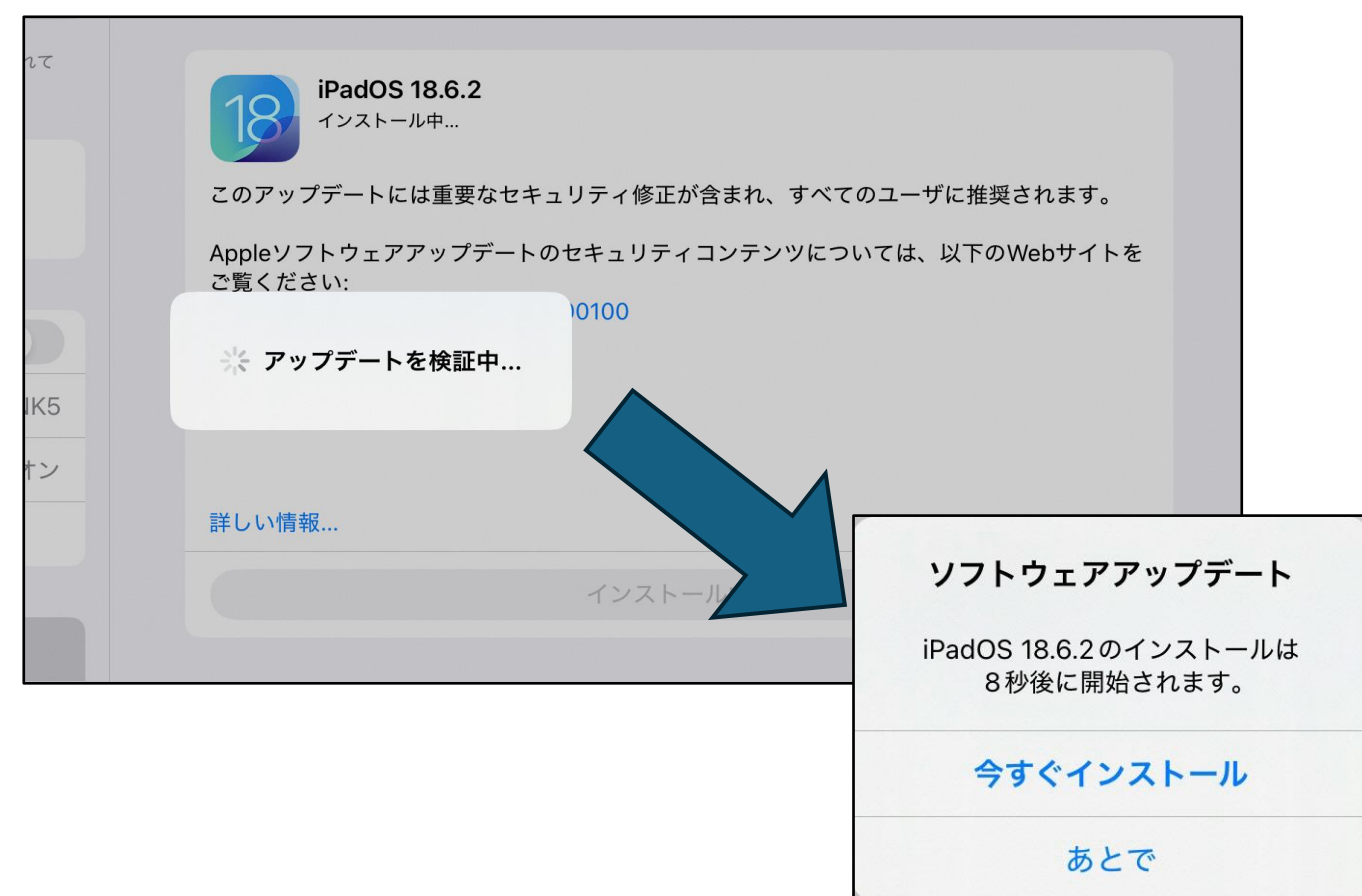 れて
iPadOS 18.6.2
18
インストール中...
このアップデートには重要なセキュリティ修正が含まれ、すべてのユーザに推奨されます。
Appleソフトウェアアップデートのセキュリティコンテンツについては、以下のWebサイトを
ご覧ください:
00100
アップデートを検証中...
NK5
オン
詳しい情報...
インストール
ソフトウェアアップデート
iPadOS 18.6.2のインストールは
8秒後に開始されます。
今すぐインストール
あとで